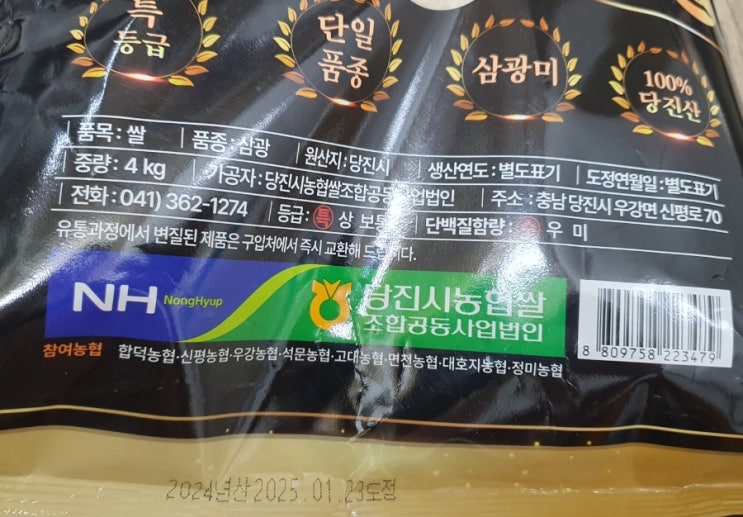 특
등급
단일
품종
삼광미
100%
당진산
품목 : 쌀 품종 : 삼광 원산지 : 당진시 생산연도 : 별도표기 도정연월일 : 별도표기
중량 : 4 kg 가공자 : 당진시농협쌀조합공동사업법인 주소 : 충남 당진시 우강면 신평로 70
전화 : 041) 362-1274 등급 : 특 상 보통 단백질함량 : 우 미
유통과정에서 변질된 제품은 구입처에서 즉시 교환해 드립니다.
NH NongHyup 당진시농협쌀
조합공동사업법인
8 809758 223479
참여농협 합덕농협·신평농협·우강농협·석문농협·고대농협·면천농협·대호지농협·정미농협
2024년산 2025.01.23도정